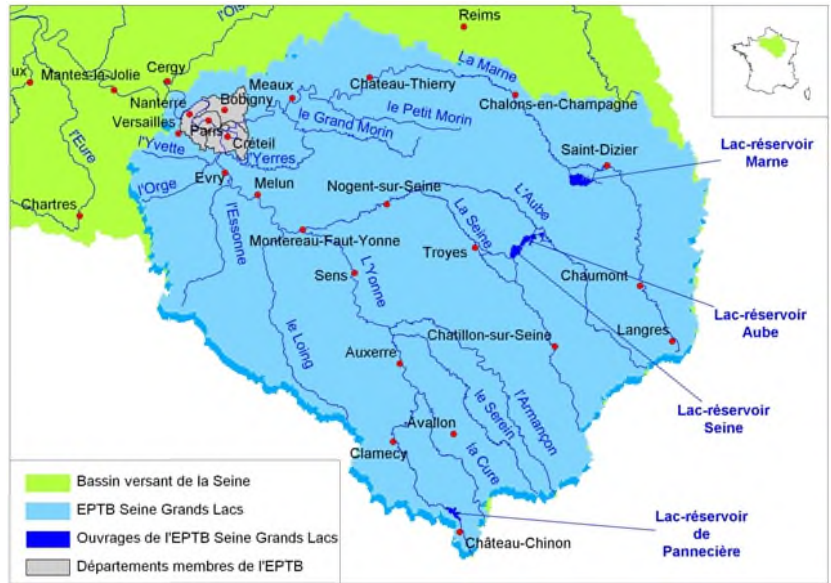 Reims
l'Ois
Cergy
ux
Mantes-la-Jolie
Meaux
Château-Thierry
La Marne
Nanterre
Bobigny
le Petit Morin
Chalons-en-Champagne
Versailles
Paris
le Grand Morin
Créteil
l'Eure
l'Yvette
l'Yerres
Saint-Dizier
Lac-réservoir
Marne
Evry
Melun
l'Orge
Nogent-sur-Seine
L'Aube
Chartres
l'Essonne
La Seine
Montereau-Faut-Yonne
Troyes
Sens
L'Yonne
Chaumont
Lac-réservoir
Aube
le Loing
Chatillon-sur-Seine
Langres
Auxerre
l'Armançon
le Serein
Lac-réservoir
Seine
Avallon
Clamecy
la Cure
Bassin versant de la Seine
EPTB Seine Grands Lacs
Ouvrages de l'EPTB Seine Grands Lacs
Départements membres de l'EPTB
Lac-réservoir
de
Pannecière
Château-Chinon